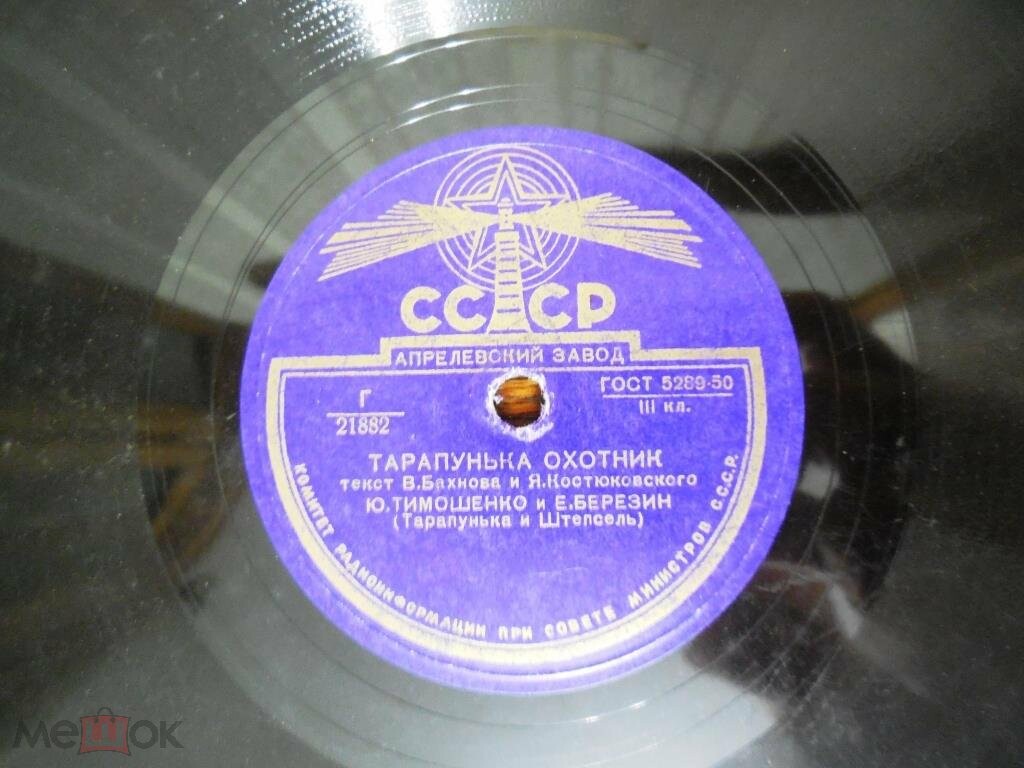 СССР
АПРЕЛЕВСКИЙ ЗАВОД
Г
21882
ГОСТ 5289-50
III кл.
ТАРАПУНЬКА ОХОТНИК
текст В.Бахнова и Я.Костюковского
Ю.ТИМОШЕНКО и Е.БЕРЕЗИН
(Тарапунька и Штепсель)
КОМИТЕТ РАДИОИНФОРМАЦИИ ПРИ СОВЕТЕ МИНИСТРОВ С.С.С.Р.
Мешок